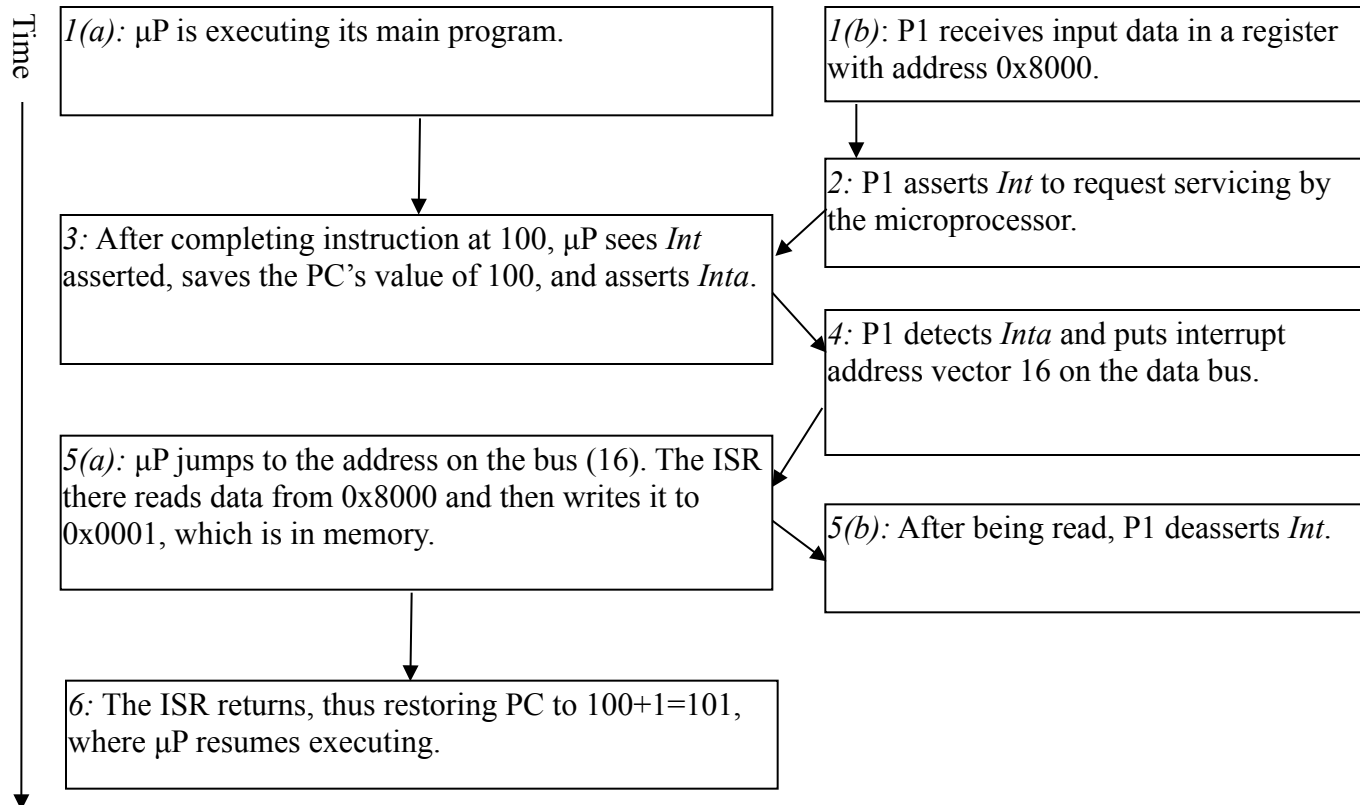 Time
1(a): μP is executing its main program.
1(b): P1 receives input data in a register
with address 0x8000.
2: P1 asserts Int to request servicing by
the microprocessor.
3: After completing instruction at 100, μP sees Int
asserted, saves the PC’s value of 100, and asserts Inta.
4: P1 detects Inta and puts interrupt
address vector 16 on the data bus.
5(a): μP jumps to the address on the bus (16). The ISR
there reads data from 0x8000 and then writes it to
0x0001, which is in memory.
5(b): After being read, P1 deasserts Int.
6: The ISR returns, thus restoring PC to 100+1=101,
where μP resumes executing.